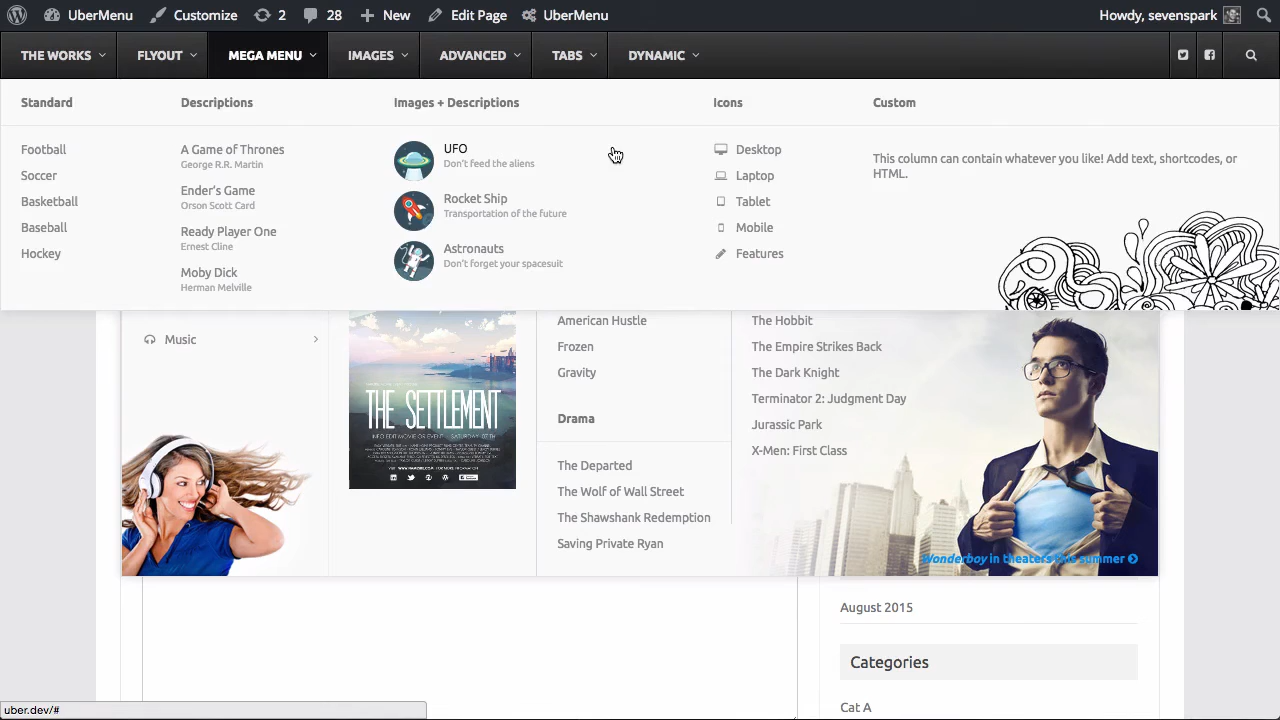 UberMenu Customize 2 28 New Edit Page UberMenu Howdy, sevenspark
THE WORKS FLYOUT MEGA MENU IMAGES ADVANCED TABS DYNAMIC
Standard
Football
Soccer
Basketball
Baseball
Hockey
Descriptions
A Game of Thrones
George R.R. Martin
Ender's Game
Orson Scott Card
Ready Player One
Ernest Cline
Moby Dick
Herman Melville
Images + Descriptions
UFO
Don't feed the aliens
Rocket Ship
Transportation of the future
Astronauts
Don't forget your spacesuit
Icons
Desktop
Laptop
Tablet
Mobile
Features
Custom
This column can contain whatever you like! Add text, shortcodes, or
HTML.
Music
THE SETTLEMENT
American Hustle
Frozen
Gravity
Drama
The Departed
The Wolf of Wall Street
The Shawshank Redemption
Saving Private Ryan
The Hobbit
The Empire Strikes Back
The Dark Knight
Terminator 2: Judgment Day
Jurassic Park
X-Men: First Class
Wonderboy in theaters this summer
August 2015
Categories
Cat A
uber.dev/#